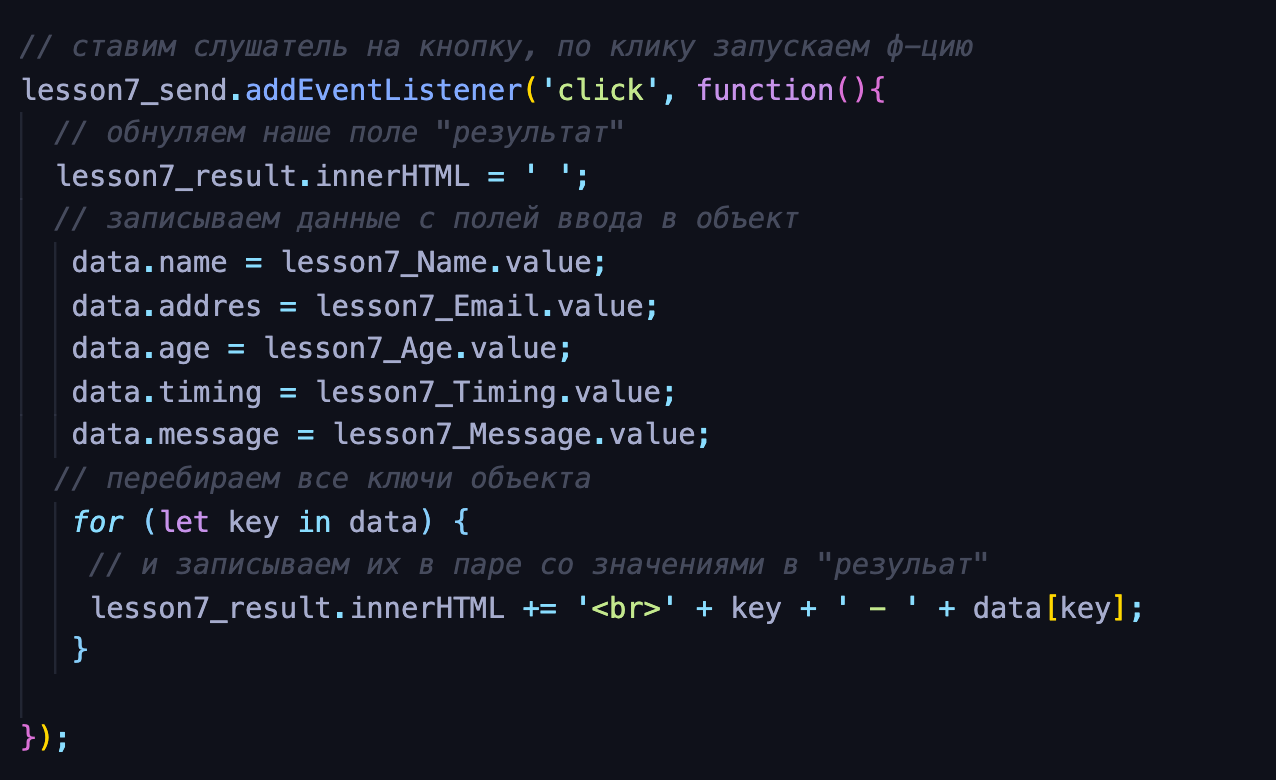 // ставим слушатель на кнопку, по клику запускаем ф-цию
lesson7_send.addEventListener('click', function(){
// обнуляем наше поле "результат"
lesson7_result.innerHTML = ' ';
// записываем данные с полей ввода в объект
data.name = lesson7_Name.value;
data.addres = lesson7_Email.value;
data.age = lesson7_Age.value;
data.timing = lesson7_Timing.value;
data.message = lesson7_Message.value;
// перебираем все ключи объекта
for (let key in data) {
// и записываем их в паре со значениями в "резульат"
lesson7_result.innerHTML += '<br>' + key + ' - ' + data[key];
}
});